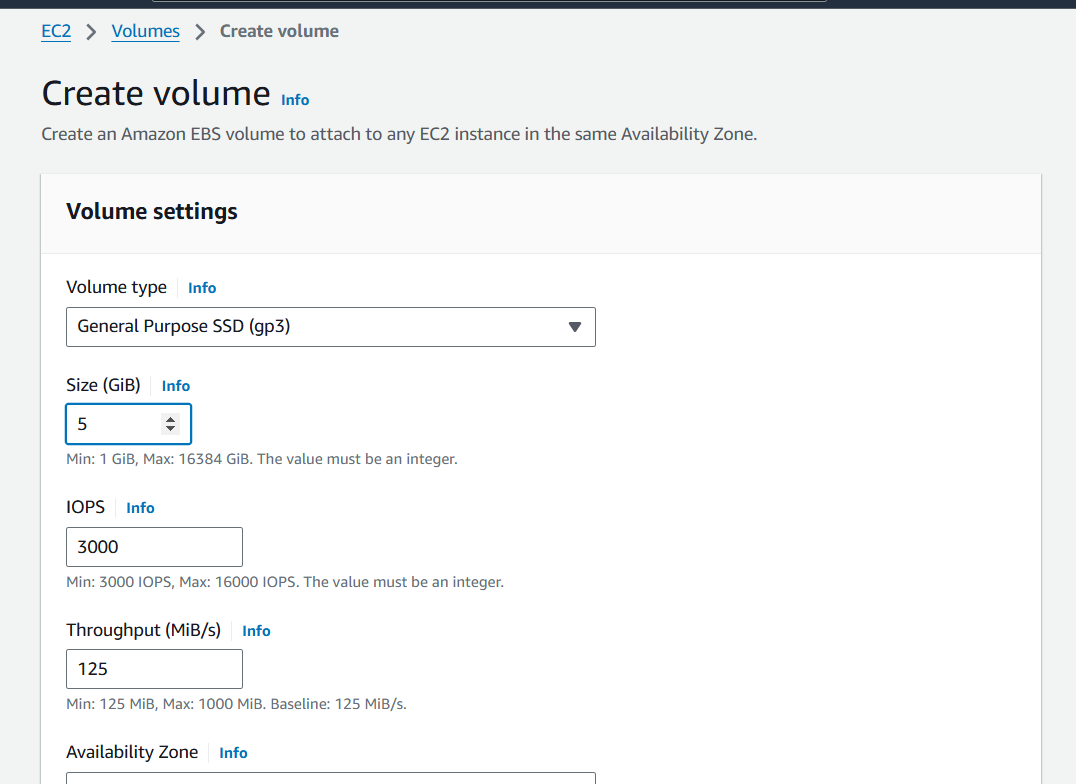 EC2 > Volumes > Create volume
Create volume Info
Create an Amazon EBS volume to attach to any EC2 instance in the same Availability Zone.
Volume settings
Volume type Info
General Purpose SSD (gp3)
Size (GiB) Info
5
Min: 1 GiB, Max: 16384 GiB. The value must be an integer.
IOPS Info
3000
Min: 3000 IOPS, Max: 16000 IOPS. The value must be an integer.
Throughput (MiB/s) Info
125
Min: 125 MiB, Max: 1000 MiB. Baseline: 125 MiB/s.
Availability Zone Info